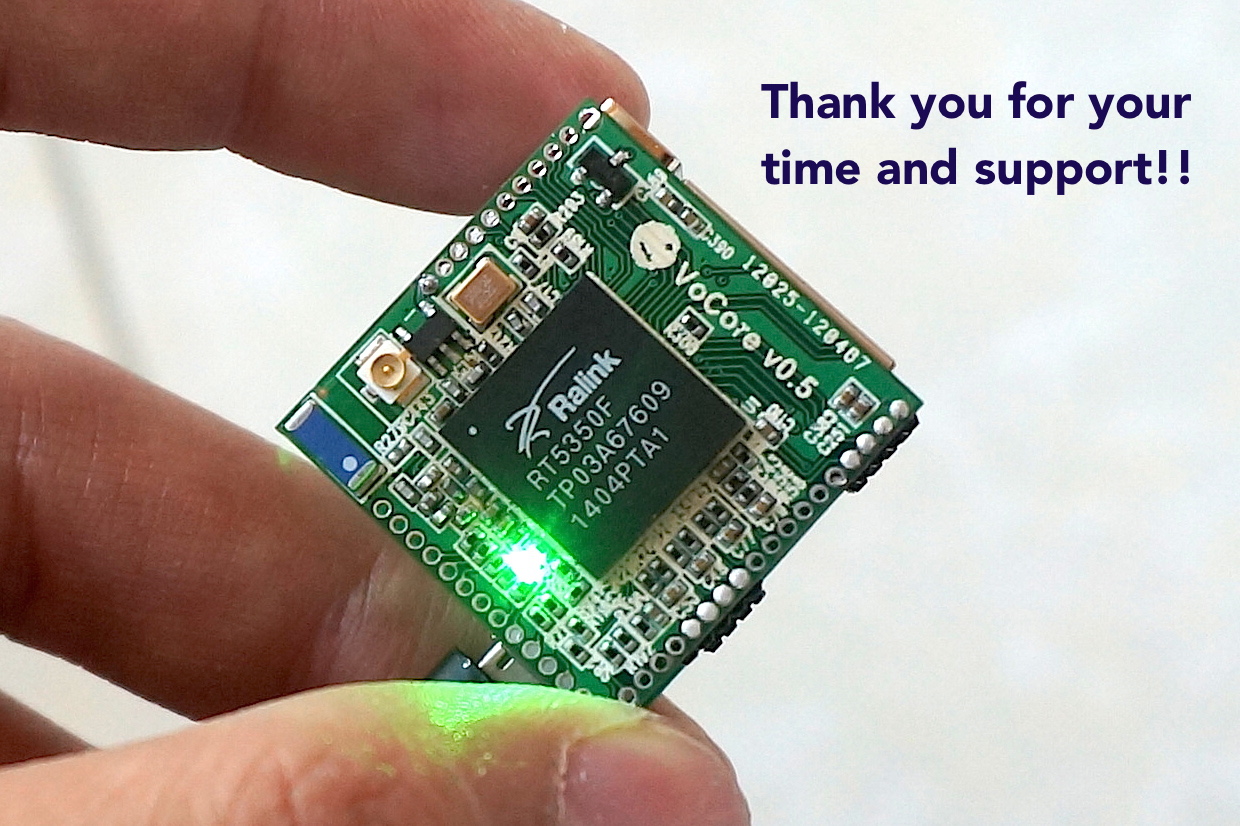 Thank you for your
time and support!!
VoCore v0.5
12025-120407
Ralink
RT5350F
TP03A67609
1404PTA1